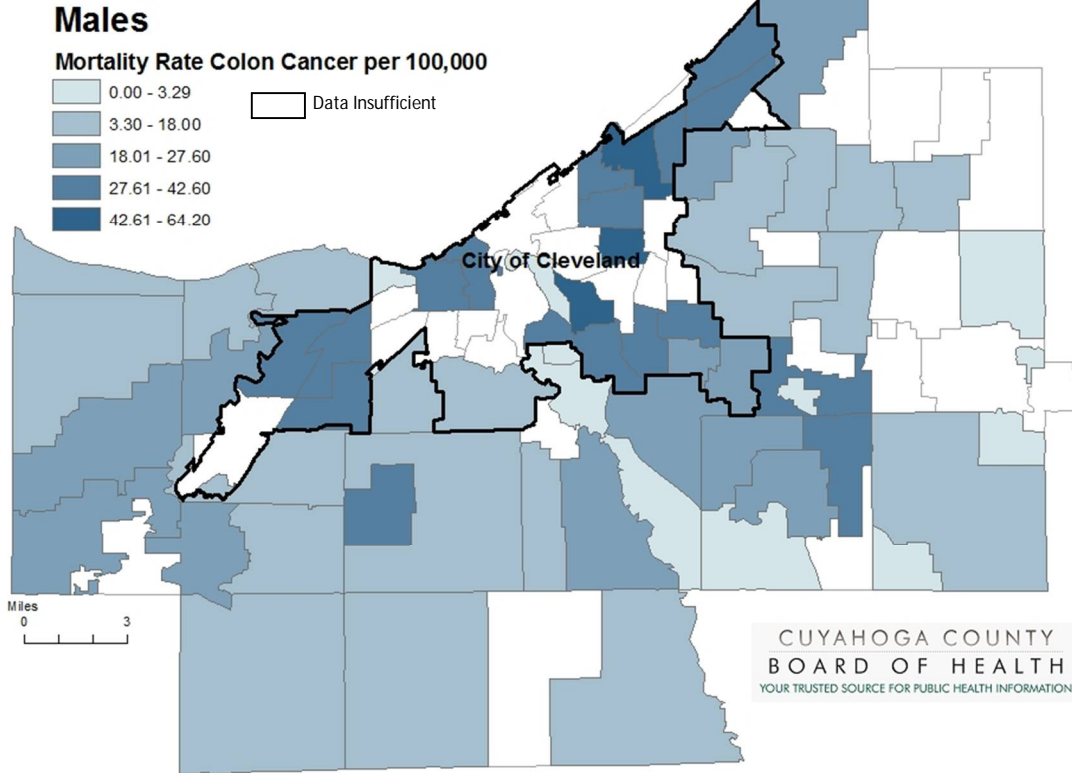 Males
Mortality Rate Colon Cancer per 100,000
0.00 - 3.29
3.30 - 18.00
18.01 - 27.60
27.61 - 42.60
42.61 - 64.20
Data Insufficient
City of Cleveland
Miles
0 3
CUYAHOGA COUNTY
BOARD OF HEALTH
YOUR TRUSTED SOURCE FOR PUBLIC HEALTH INFORMATION